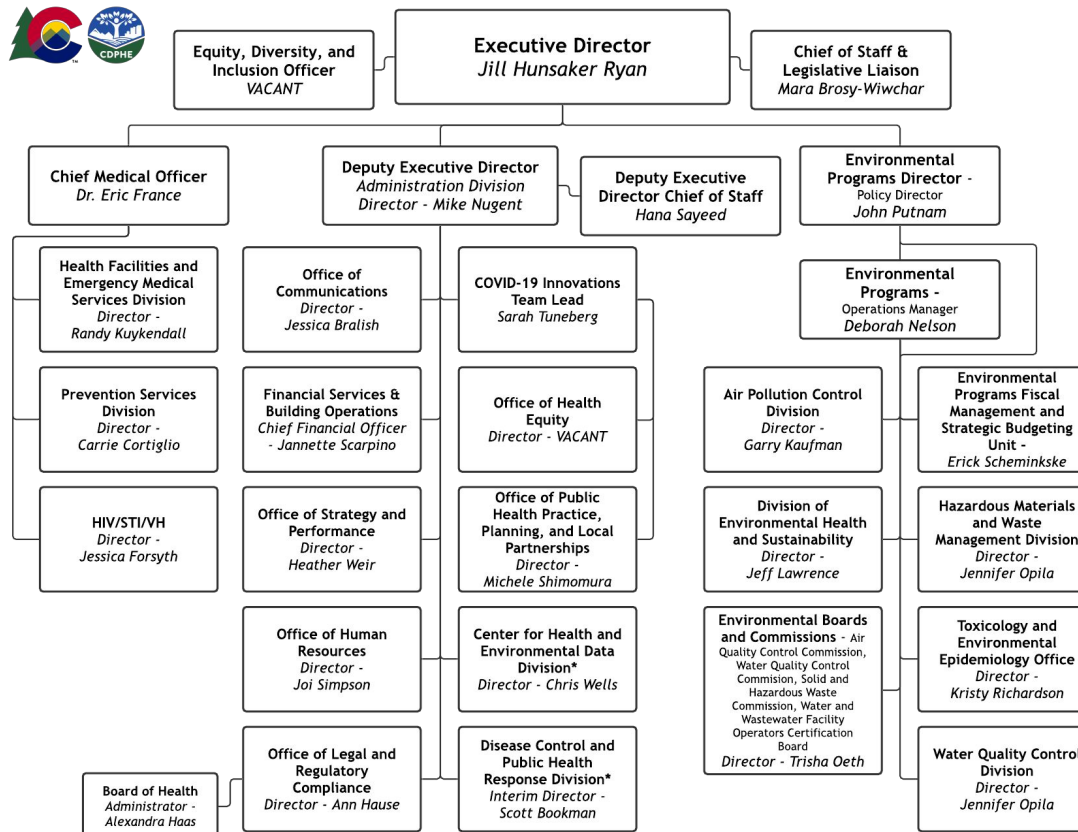 CDPHE
Equity, Diversity, and
Inclusion Officer
VACANT
Executive Director
Jill Hunsaker Ryan
Chief of Staff &
Legislative Liaison
Mara Brosy-Wiwchar
Chief Medical Officer
Dr. Eric France
Deputy Executive Director
Administration Division
Director - Mike Nugent
Deputy Executive
Director Chief of Staff
Hana Sayeed
Environmental
Programs Director -
Policy Director
John Putnam
Health Facilities and
Emergency Medical
Services Division
Director -
Randy Kuykendall
Office of
Communications
Director -
Jessica Bralish
COVID-19 Innovations
Team Lead
Sarah Tuneberg
Environmental
Programs -
Operations Manager
Deborah Nelson
Prevention Services
Division
Director -
Carrie Cortiglio
Financial Services &
Building Operations
Chief Financial Officer
- Jannette Scarpino
Office of Health
Equity
Director - VACANT
Air Pollution Control
Division
Director -
Garry Kaufman
Environmental
Programs Fiscal
Management and
Strategic Budgeting
Unit -
Erick Scheminkske
HIV/STI/VH
Director -
Jessica Forsyth
Office of Strategy and
Performance
Director -
Heather Weir
Office of Public
Health Practice,
Planning, and Local
Partnerships
Director -
Michele Shimomura
Division of
Environmental Health
and Sustainability
Director -
Jeff Lawrence
Hazardous Materials
and Waste
Management Division
Director -
Jennifer Opila
Office of Human
Resources
Director -
Joi Simpson
Center for Health and
Environmental Data
Division*
Director - Chris Wells
Environmental Boards
and Commissions - Air
Quality Control Commission,
Water Quality Control
Commision, Solid and
Hazardous Waste
Commission, Water and
Wastewater Facility
Operators Certification
Board
Director - Trisha Oeth
Toxicology and
Environmental
Epidemiology Office
Director -
Kristy Richardson
Board of Health
Administrator -
Alexandra Haas
Office of Legal and
Regulatory
Compliance
Director - Ann Hause
Disease Control and
Public Health
Response Division*
Interim Director -
Scott Bookman
Water Quality Control
Division
Director -
Jennifer Opila